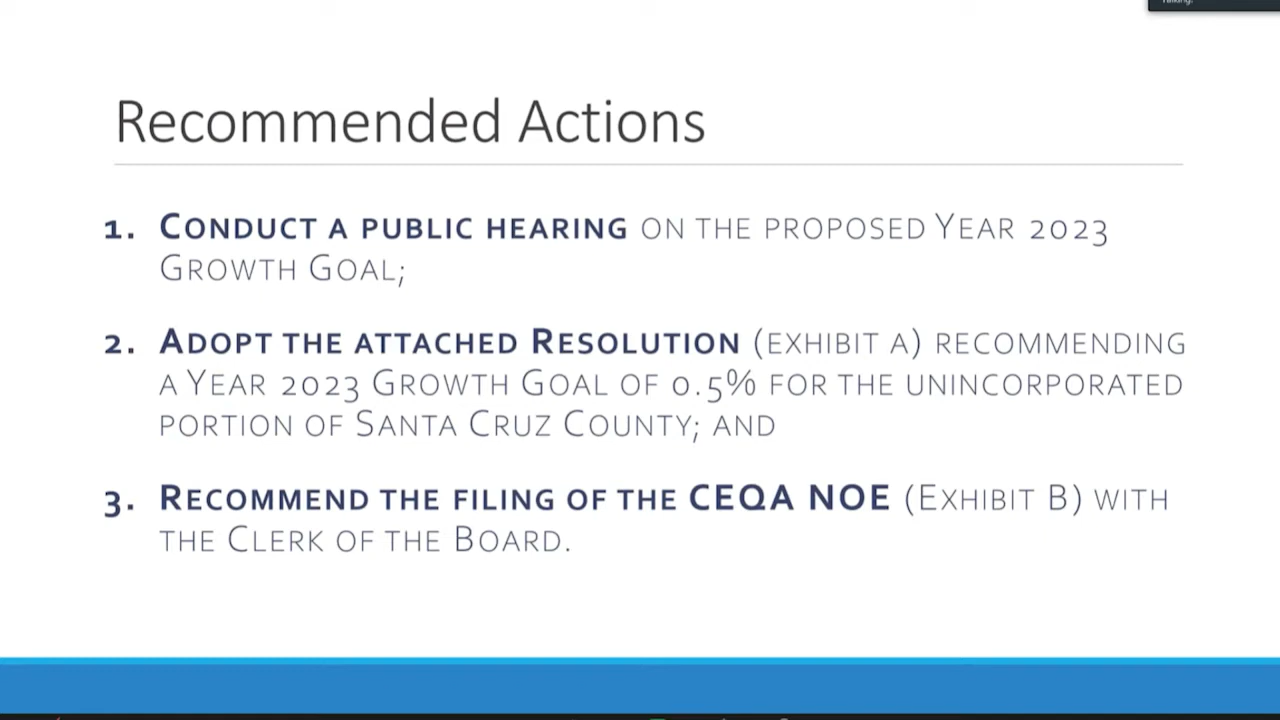 Talking:
Recommended Actions
1. CONDUCT A PUBLIC HEARING ON THE PROPOSED YEAR 2023
GROWTH GOAL;
2. ADOPT THE ATTACHED RESOLUTION (EXHIBIT A) RECOMMENDING
A YEAR 2023 GROWTH GOAL OF 0.5% FOR THE UNINCORPORATED
PORTION OF SANTA CRUZ COUNTY; AND
3. RECOMMEND THE FILING OF THE CEQA NOE (EXHIBIT B) WITH
THE CLERK OF THE BOARD.